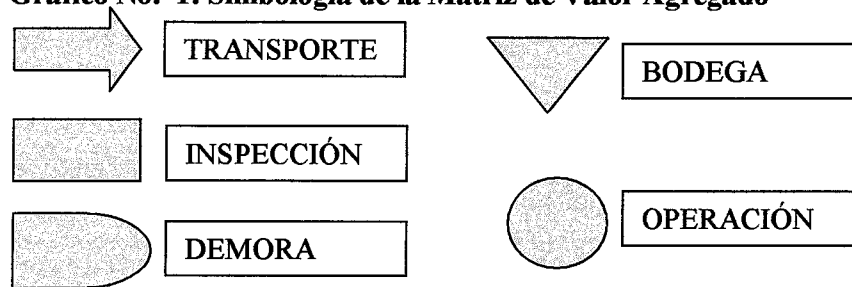 Gráfico No. 1: Simbología de la Matriz de Valor Agregado
TRANSPORTE
BODEGA
INSPECCIÓN
OPERACIÓN
DEMORA